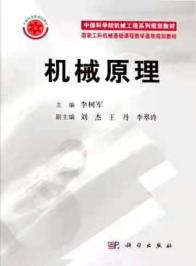 中国科学院机械工程系列规划教材
国家工科机械基础课程教学基地规划教材
机械原理
主 编 李树军
副主编 刘 杰 王 丹 李翠玲
科学出版社